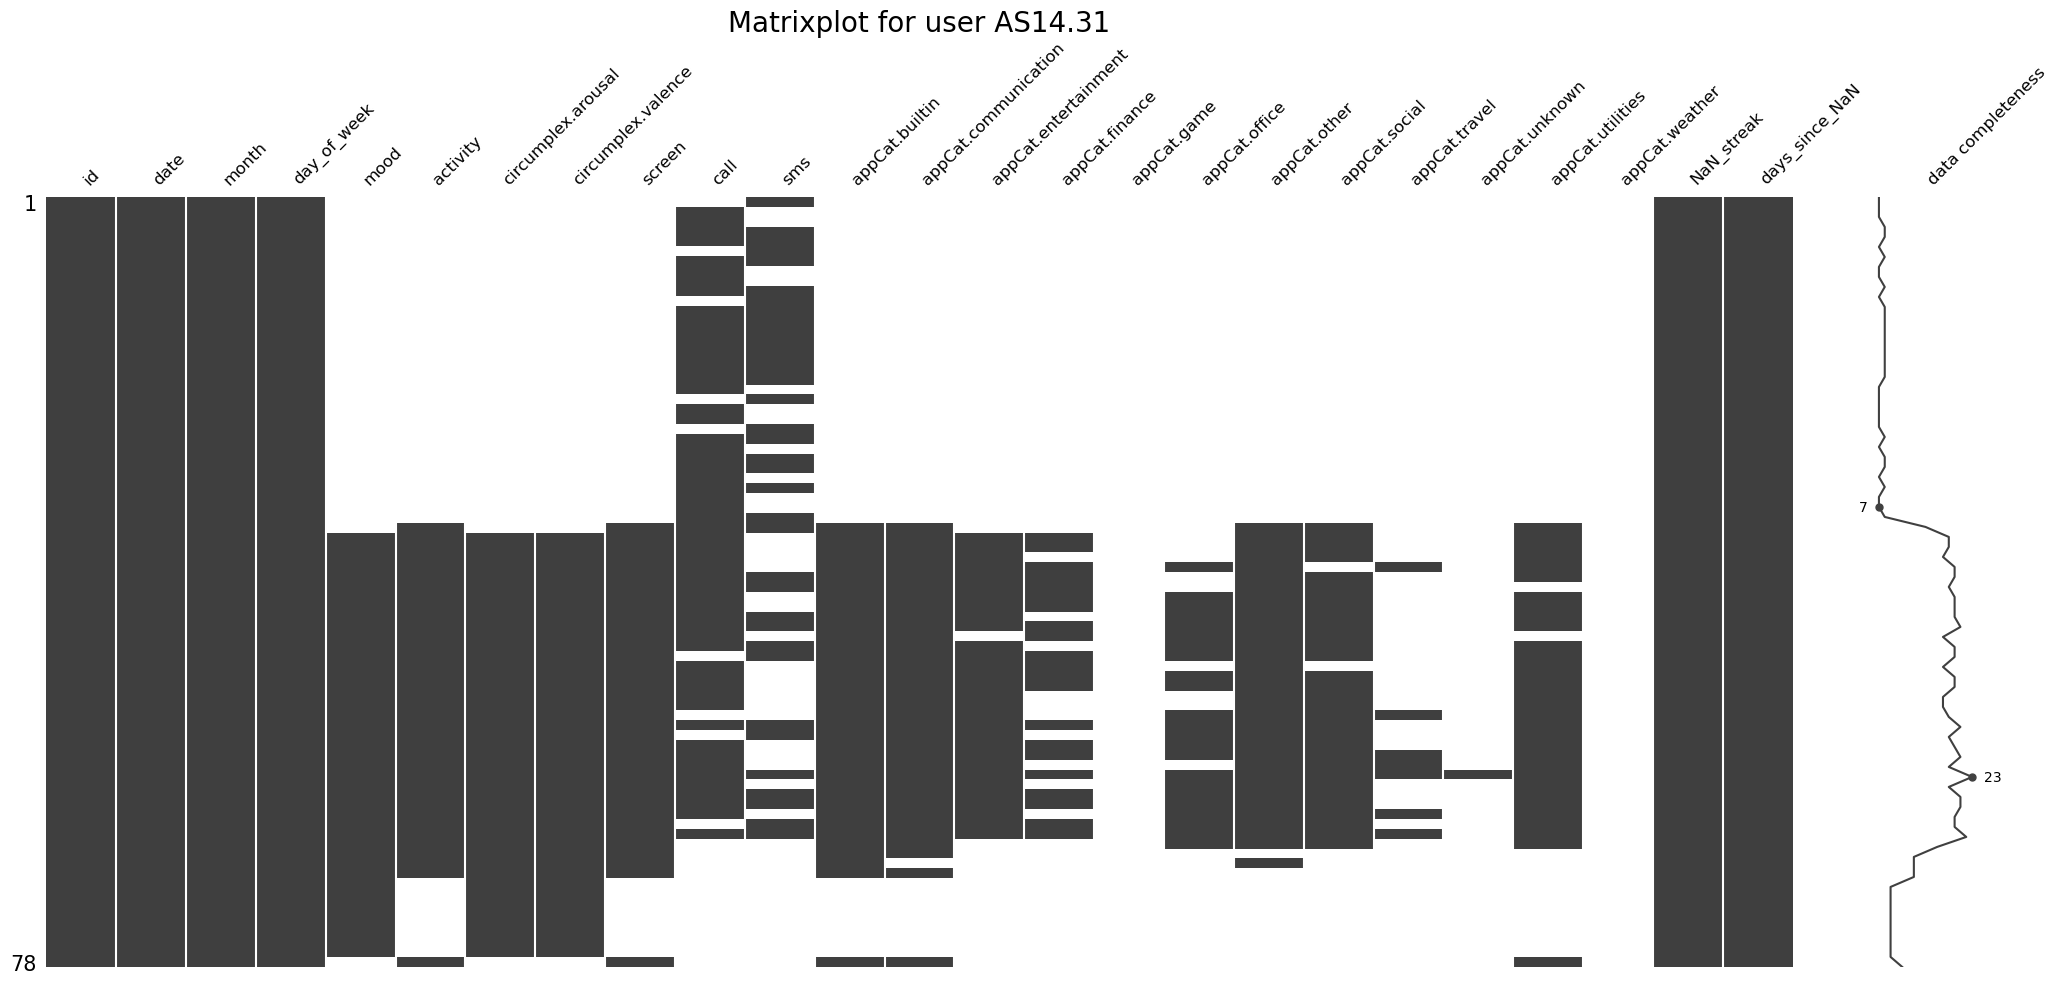 Matrixplot for user AS14.31
id
date
month
day_of_week
mood
activity
circumplex.arousal
circumplex.valence
screen
call
sms
appCat.builtin
appCat.communication
appCat.entertainment
appCat.finance
appCat.game
appCat.office
appCat.other
appCat.social
appCat.travel
appCat.unknown
appCat.utilities
appCat.weather
NaN_streak
days_since_NaN
data completeness
1
7
23
78